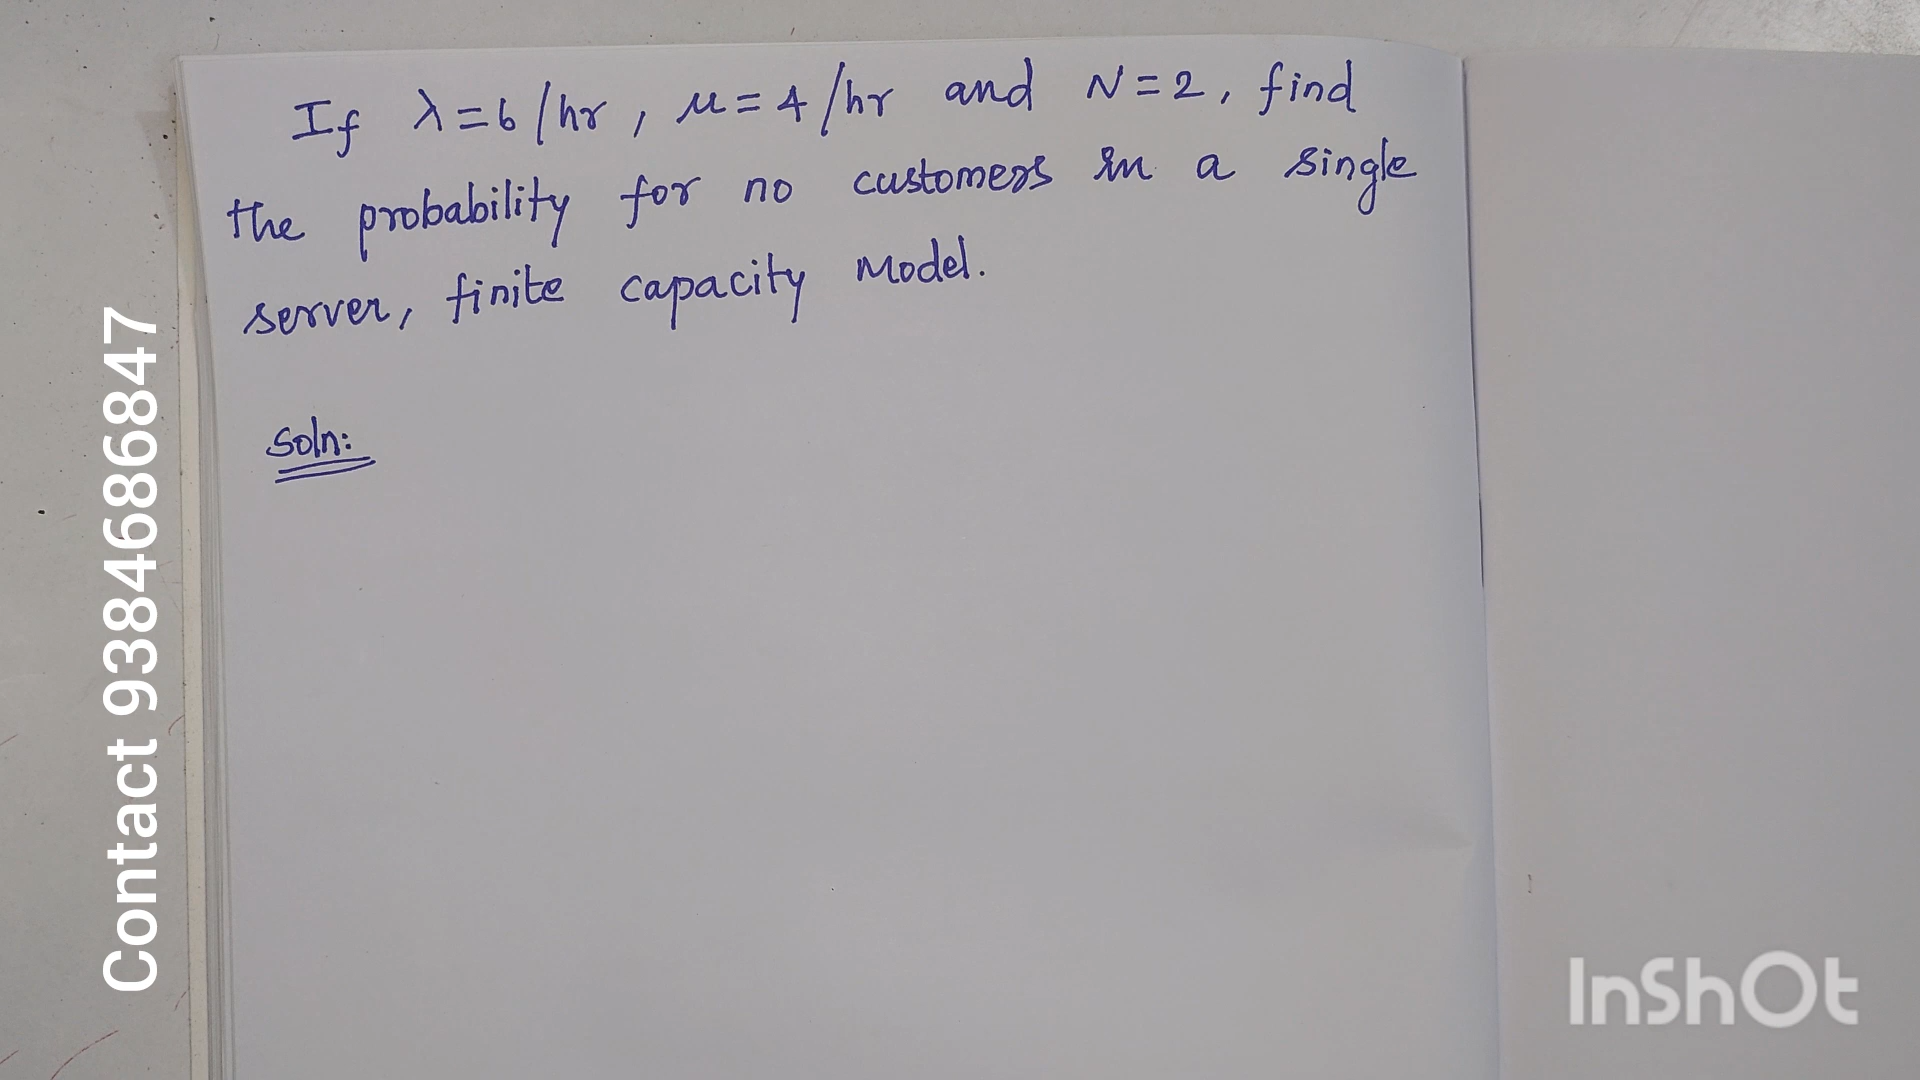 If λ=6/hr, μ=4/hr and N=2, find
the probability for no customers in a single
server, finite capacity Model.
Soln:
Contact 9384686847
InShOt